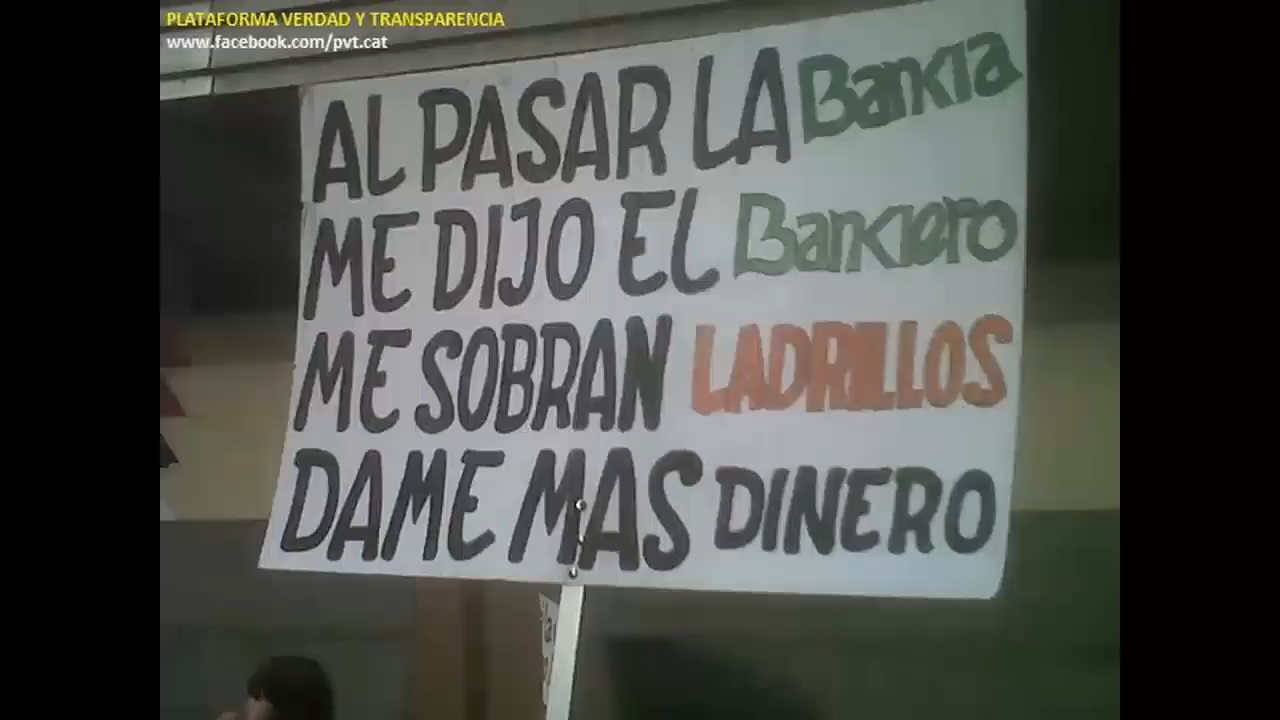 PLATAFORMA VERDAD Y TRANSPARENCIA
www.facebook.com/pvt.cat
AL PASAR LA Bankia
ME DIJO EL Bankiero
ME SOBRAN LADRILLOS
DAME MAS DINERO